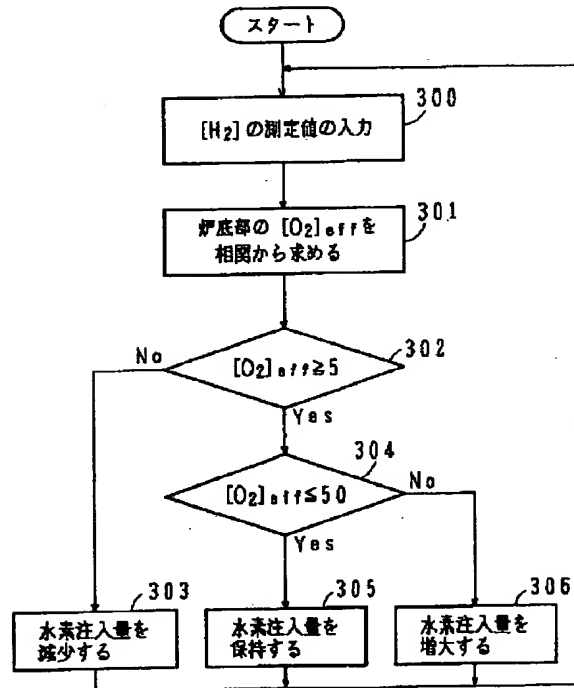 スタート
300
[H2]の測定値の入力
301
炉底部の[O2]effを
相関から求める
302
No
[O2]eff≧5
Yes
304
No
[O2]eff≦50
Yes
303
水素注入量を
減少する
305
水素注入量を
保持する
306
水素注入量を
増大する